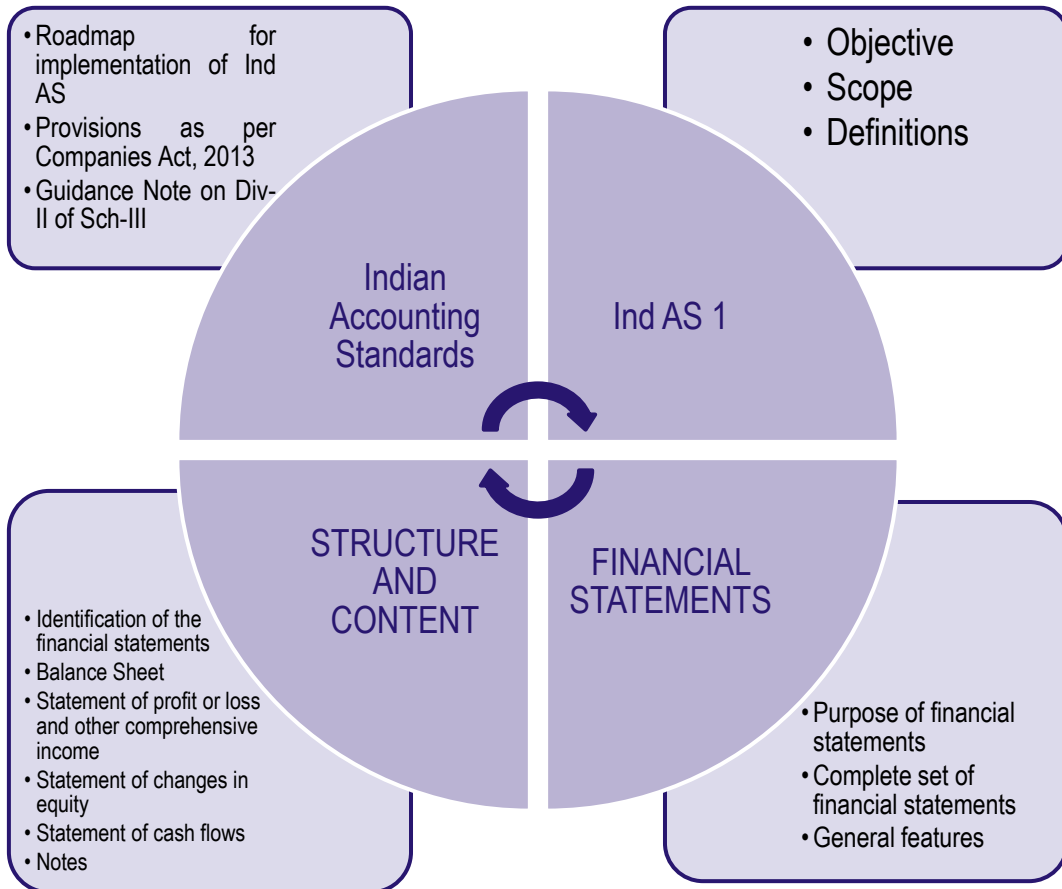 • Roadmap for
implementation of Ind
AS
• Provisions as per
Companies Act, 2013
• Guidance Note on Div-
II of Sch-III
• Objective
• Scope
• Definitions
Indian
Accounting
Standards
Ind AS 1
STRUCTURE
AND
CONTENT
FINANCIAL
STATEMENTS
• Identification of the
financial statements
• Balance Sheet
• Statement of profit or loss
and other comprehensive
income
• Statement of changes in
equity
• Statement of cash flows
• Notes
• Purpose of financial
statements
• Complete set of
financial statements
• General features